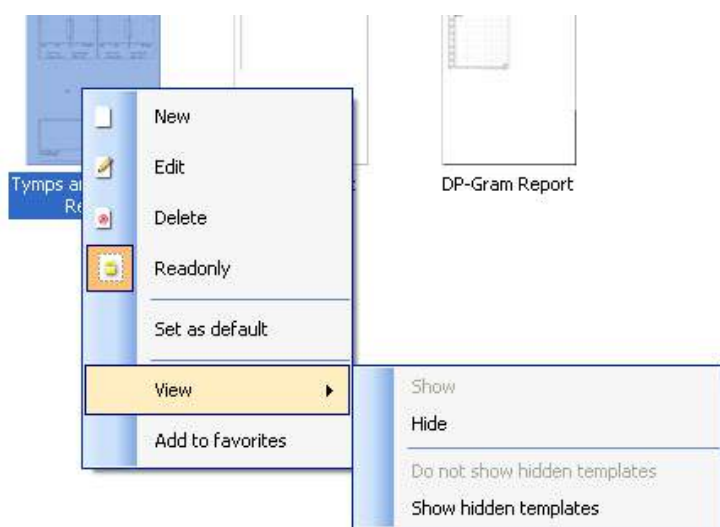 Tymps a
Re
DP-Gram Report
New
Edit
Delete
Readonly
Set as default
View
Add to favorites
Show
Hide
Do not show hidden templates
Show hidden templates